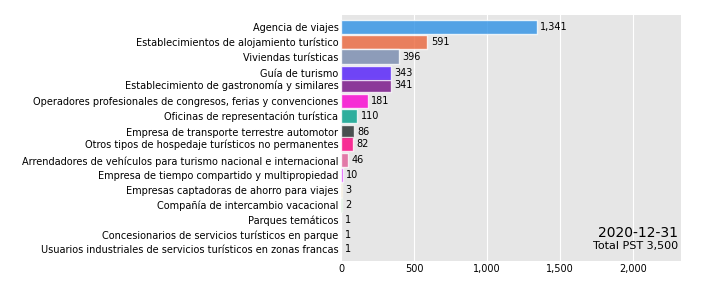 Agencia de viajes 1,341
Establecimientos de alojamiento turístico 591
Viviendas turísticas 396
Guía de turismo 343
Establecimiento de gastronomía y similares 341
Operadores profesionales de congresos, ferias y convenciones 181
Oficinas de representación turística 110
Empresa de transporte terrestre automotor 86
Otros tipos de hospedaje turísticos no permanentes 82
Arrendadores de vehículos para turismo nacional e internacional 46
Empresa de tiempo compartido y multipropiedad 10
Empresas captadoras de ahorro para viajes 3
Compañía de intercambio vacacional 2
Parques temáticos 1
Concesionarios de servicios turísticos en parque 1
Usuarios industriales de servicios turísticos en zonas francas 1
2020-12-31
Total PST 3,500
0 500 1,000 1,500 2,000